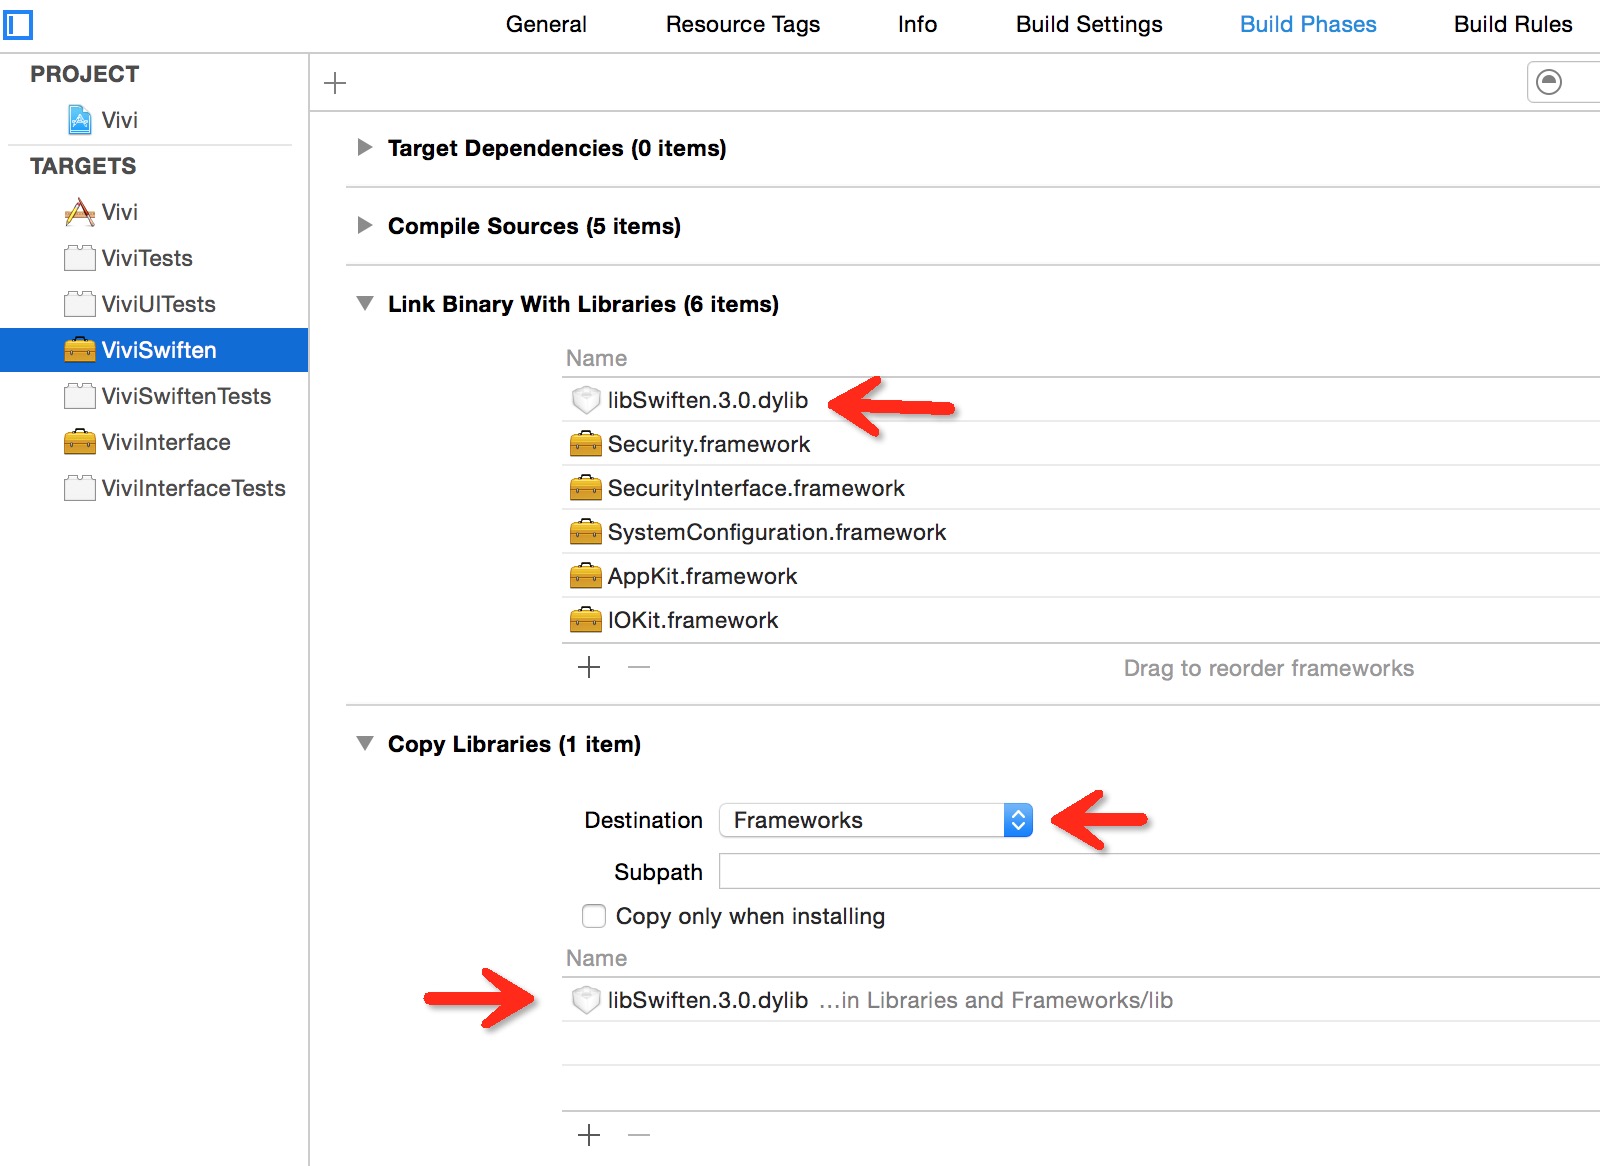 General Resource Tags Info Build Settings Build Phases Build Rules
PROJECT
Vivi
TARGETS
Vivi
ViviTests
ViviUITests
ViviSwiften
ViviSwiftenTests
ViviInterface
ViviInterfaceTests
Target Dependencies (0 items)
Compile Sources (5 items)
Link Binary With Libraries (6 items)
Name
libSwiften.3.0.dylib
Security.framework
SecurityInterface.framework
SystemConfiguration.framework
AppKit.framework
IOKit.framework
Drag to reorder frameworks
Copy Libraries (1 item)
Destination Frameworks
Subpath
Copy only when installing
Name
libSwiften.3.0.dylib ...in Libraries and Frameworks/lib